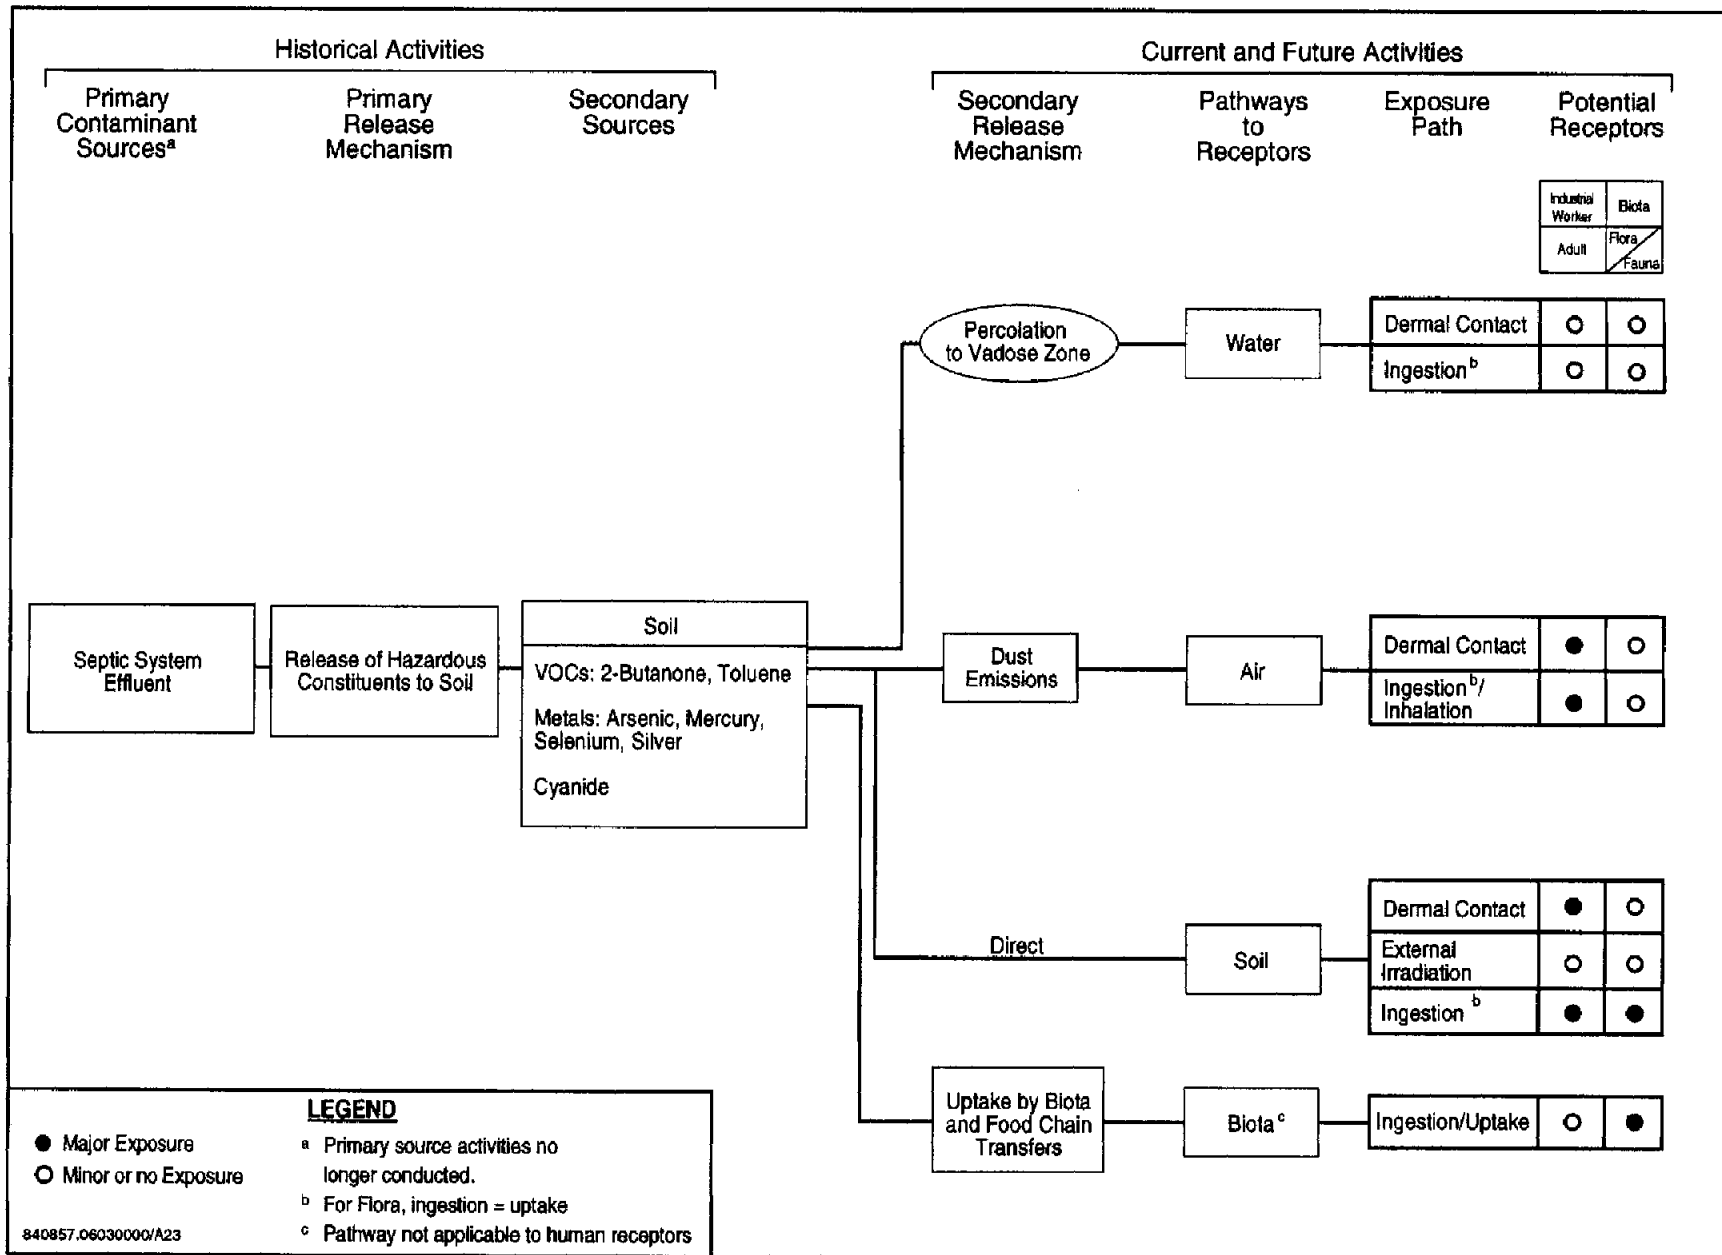 Historical Activities
Current and Future Activities
Primary
Contaminant
Sourcesᵃ
Primary
Release
Mechanism
Secondary
Sources
Secondary
Release
Mechanism
Pathways
to
Receptors
Exposure
Path
Potential
Receptors
Industrial
Worker
Biota
Adult
Flora
Fauna
Percolation
to Vadose Zone
Water
Dermal Contact
Ingestion ᵇ
Septic System
Effluent
Release of Hazardous
Constituents to Soil
Soil
VOCs: 2-Butanone, Toluene
Metals: Arsenic, Mercury,
Selenium, Silver
Cyanide
Dust
Emissions
Air
Dermal Contact
Ingestion ᵇ/
Inhalation
Direct
Soil
Dermal Contact
External
Irradiation
Ingestion ᵇ
Uptake by Biota
and Food Chain
Transfers
Biota ᶜ
Ingestion/Uptake
LEGEND
● Major Exposure
○ Minor or no Exposure
ᵃ Primary source activities no
longer conducted.
ᵇ For Flora, ingestion = uptake
ᶜ Pathway not applicable to human receptors
840857.06030000/A23